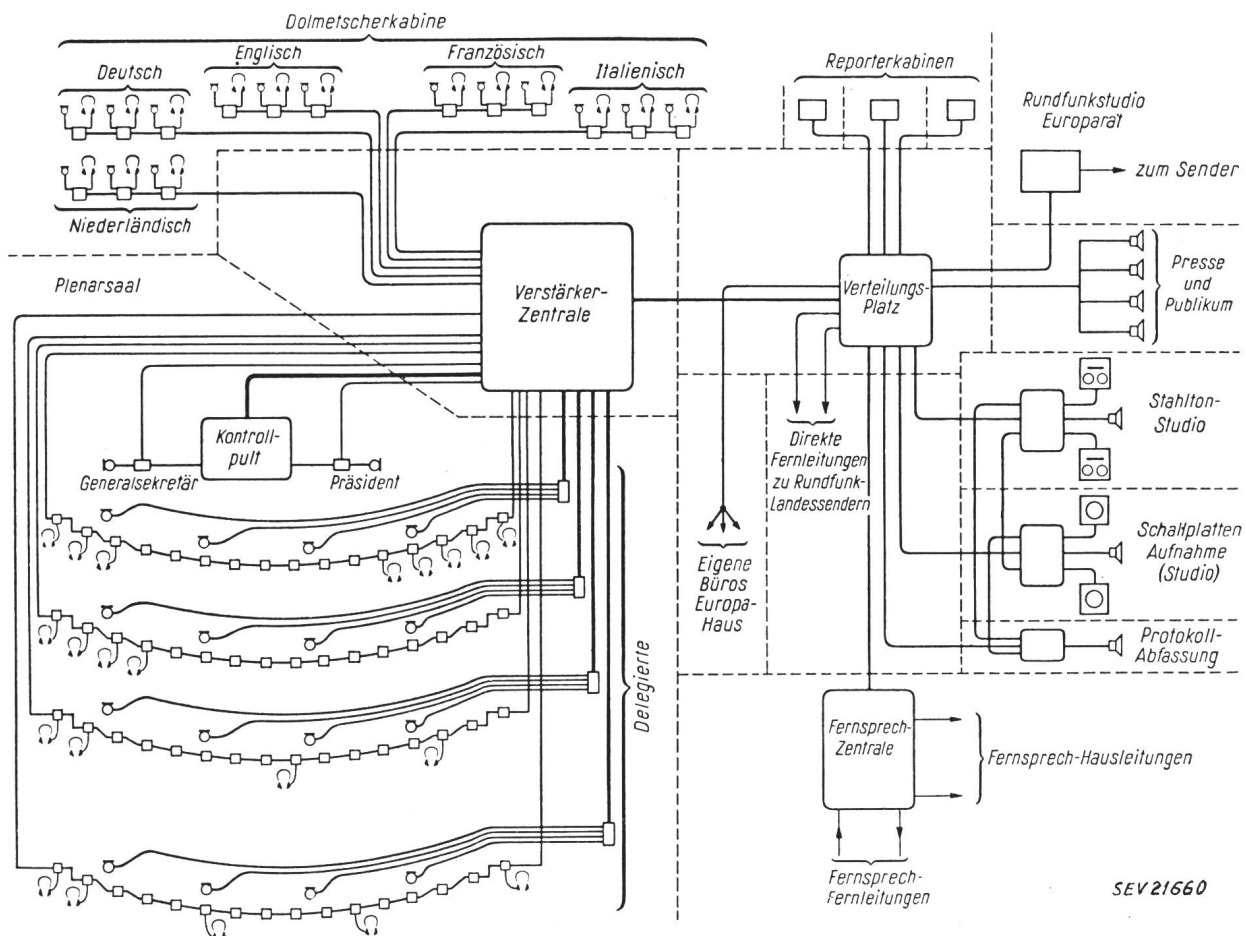 Dolmetscherkabine
Englisch
Französisch
Deutsch
Italienisch
Niederländisch
Reporterkabinen
Rundfunkstudio
Europarat
zum Sender
Plenarsaal
Verstärker-
Zentrale
Verteilungs-
Platz
Presse
und
Publikum
Kontroll-
pult
Generalsekretär
Präsident
Direkte
Fernleitungen
zu Rundfunk-
Landessendern
Stahlton-
Studio
Eigene
Büros
Europa-
Haus
Schallplatten
Aufnahme
(Studio)
Protokoll-
Abfassung
Delegierte
Fernsprech-
Zentrale
Fernsprech-Hausleitungen
Fernsprech-
Fernleitungen
SEV 21660